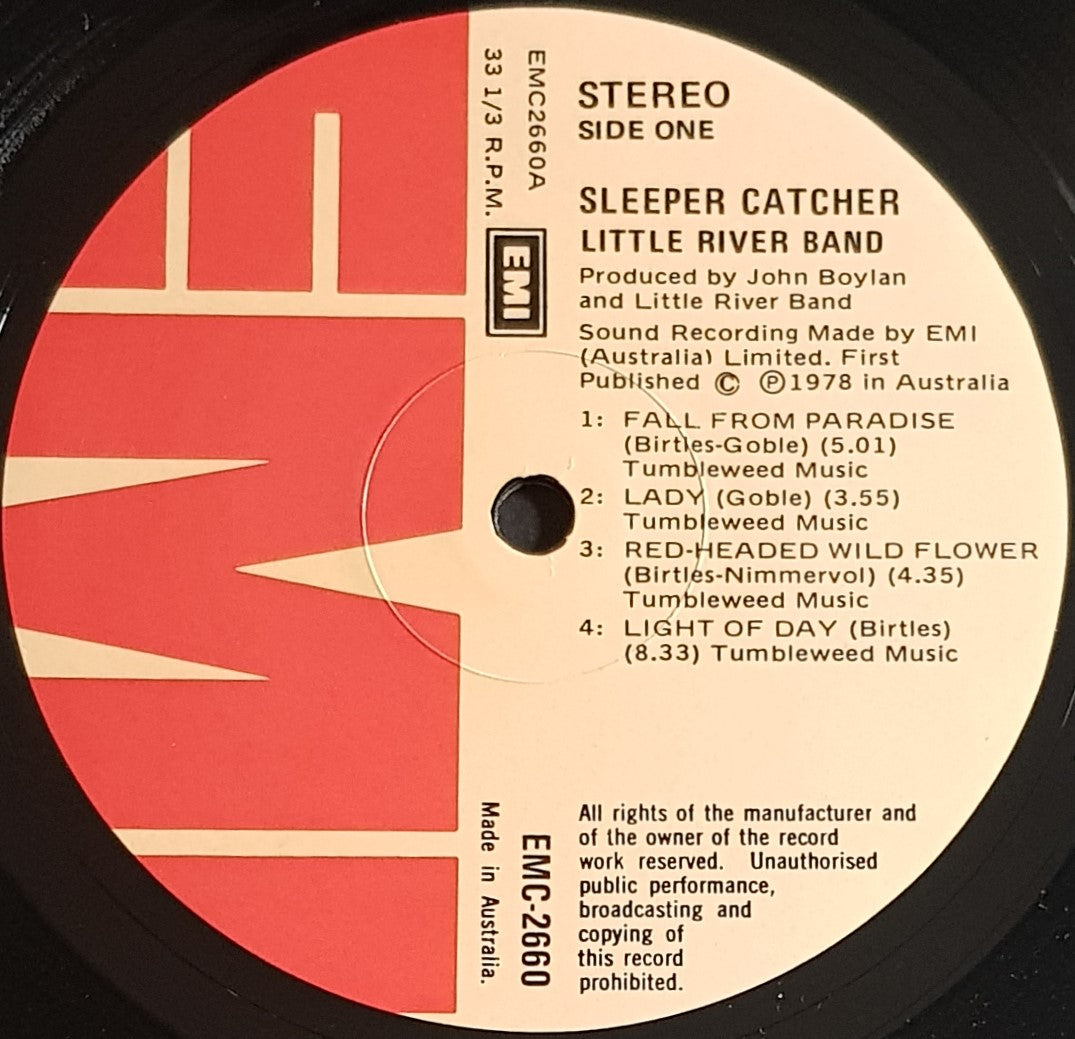 STEREO
SIDE ONE
SLEEPER CATCHER
LITTLE RIVER BAND
Produced by John Boylan
and Little River Band
Sound Recording Made by EMI
(Australia) Limited. First
Published © ℗1978 in Australia
1: FALL FROM PARADISE
(Birtles-Goble) (5.01)
Tumbleweed Music
2: LADY (Goble) (3.55)
Tumbleweed Music
3: RED-HEADED WILD FLOWER
(Birtles-Nimmervol) (4.35)
Tumbleweed Music
4: LIGHT OF DAY (Birtles)
(8.33) Tumbleweed Music
All rights of the manufacturer and
of the owner of the record
work reserved. Unauthorised
public performance,
broadcasting and
copying of
this record
prohibited.
EMC2660A
33 1/3 R.P.M.
EMI
EMC-2660
Made in Australia.
EMI